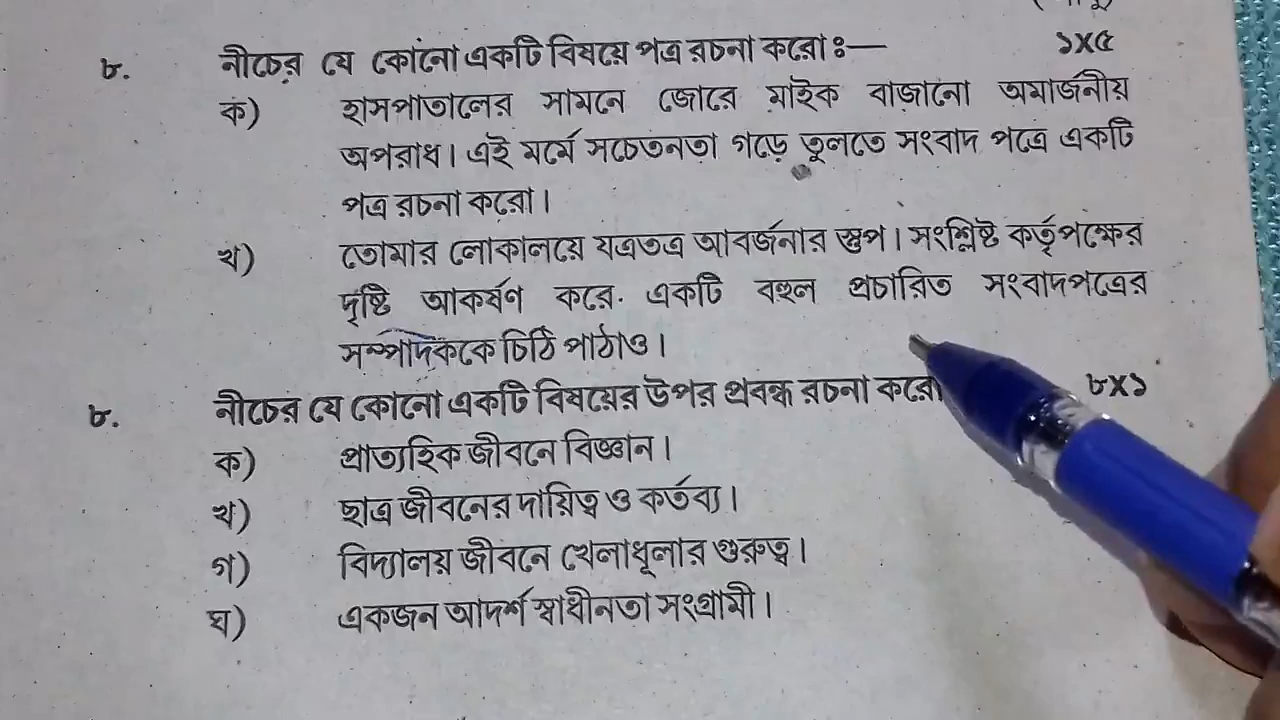 ৮. নীচের যে কোনো একটি বিষয়ে পত্র রচনা করো ঃ— ১X৫
ক) হাসপাতালের সামনে জোরে মাইক বাজানো অমার্জনীয়
অপরাধ। এই মর্মে সচেতনতা গড়ে তুলতে সংবাদ পত্রে একটি
পত্র রচনা করো।
খ) তোমার লোকালয়ে যত্রতত্র আবর্জনার স্তুপ। সংশ্লিষ্ট কর্তৃপক্ষের
দৃষ্টি আকর্ষণ করে একটি বহুল প্রচারিত সংবাদপত্রের
সম্পাদককে চিঠি পাঠাও।
৮. নীচের যে কোনো একটি বিষয়ের উপর প্রবন্ধ রচনা করো ৮X১
ক) প্রাত্যহিক জীবনে বিজ্ঞান।
খ) ছাত্র জীবনের দায়িত্ব ও কর্তব্য।
গ) বিদ্যালয় জীবনে খেলাধূলার গুরুত্ব।
ঘ) একজন আদর্শ স্বাধীনতা সংগ্রামী।